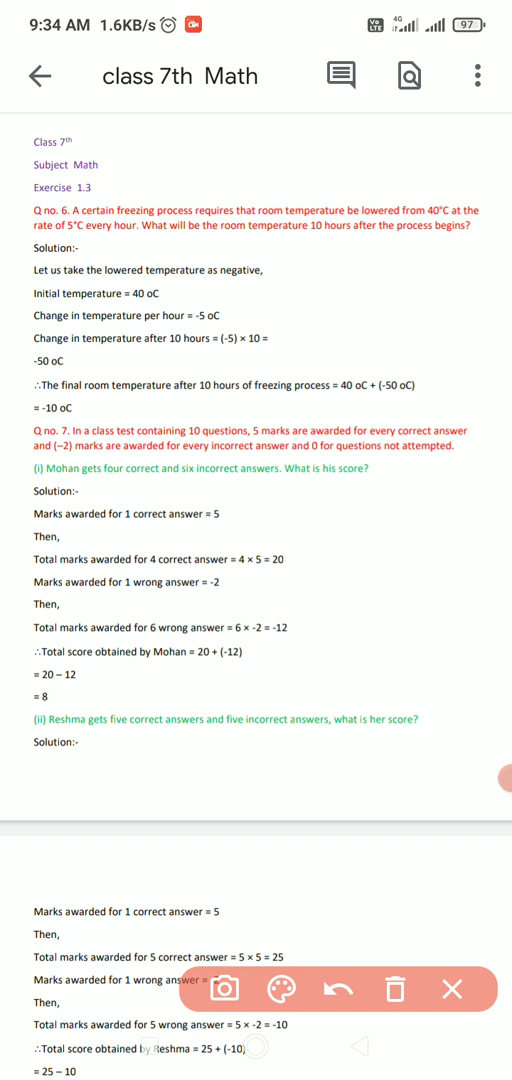 9:34 AM 1.6KB/s
Vo LTE 4G 97
class 7th Math
Class 7th
Subject Math
Exercise 1.3
Q no. 6. A certain freezing process requires that room temperature be lowered from 40°C at the
rate of 5°C every hour. What will be the room temperature 10 hours after the process begins?
Solution:-
Let us take the lowered temperature as negative,
Initial temperature = 40 oC
Change in temperature per hour = -5 oC
Change in temperature after 10 hours = (-5) × 10 =
-50 oC
∴The final room temperature after 10 hours of freezing process = 40 oC + (-50 oC)
= -10 oC
Q no. 7. In a class test containing 10 questions, 5 marks are awarded for every correct answer
and (–2) marks are awarded for every incorrect answer and 0 for questions not attempted.
(i) Mohan gets four correct and six incorrect answers. What is his score?
Solution:-
Marks awarded for 1 correct answer = 5
Then,
Total marks awarded for 4 correct answer = 4 × 5 = 20
Marks awarded for 1 wrong answer = -2
Then,
Total marks awarded for 6 wrong answer = 6 × -2 = -12
∴Total score obtained by Mohan = 20 + (-12)
= 20 – 12
= 8
(ii) Reshma gets five correct answers and five incorrect answers, what is her score?
Solution:-
Marks awarded for 1 correct answer = 5
Then,
Total marks awarded for 5 correct answer = 5 × 5 = 25
Marks awarded for 1 wrong answer =
Then,
Total marks awarded for 5 wrong answer = 5 × -2 = -10
∴Total score obtained by Reshma = 25 + (-10)
= 25 – 10